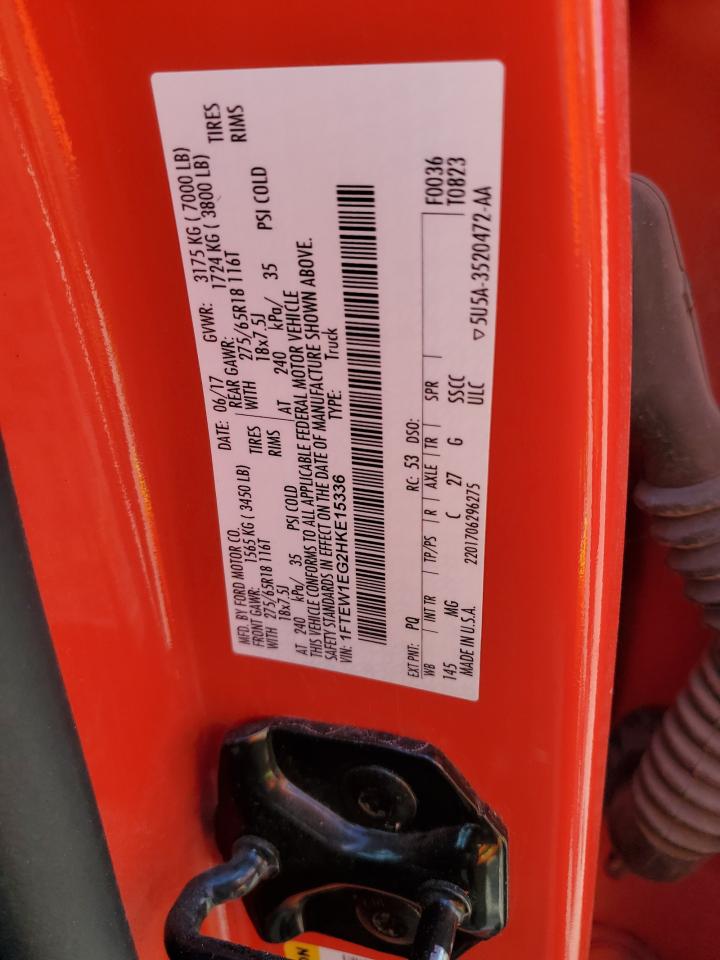 MFD. BY FORD MOTOR CO.
DATE: 06/17 GVWR: 3175 KG ( 7000 LB)
FRONT GAWR: 1565 KG ( 3450 LB) REAR GAWR: 1724 KG ( 3800 LB)
WITH 275/65R18 116T TIRES WITH 275/65R18 116T TIRES
18x7.5J RIMS 18x7.5J RIMS
AT 240 kPa/ 35 PSI COLD AT 240 kPa/ 35 PSI COLD
THIS VEHICLE CONFORMS TO ALL APPLICABLE FEDERAL MOTOR VEHICLE
SAFETY STANDARDS IN EFFECT ON THE DATE OF MANUFACTURE SHOWN ABOVE.
VIN: 1FTEW1EG2HKE15336 TYPE: Truck
EXT PNT: PQ RC: 53 DSO: F0036
WB INT TR TP/PS R AXLE TR SPR T0823
145 MG C 27 G SSCC
MADE IN U.S.A. 2201706296275 ULC ▽5U5A-3520472-AA